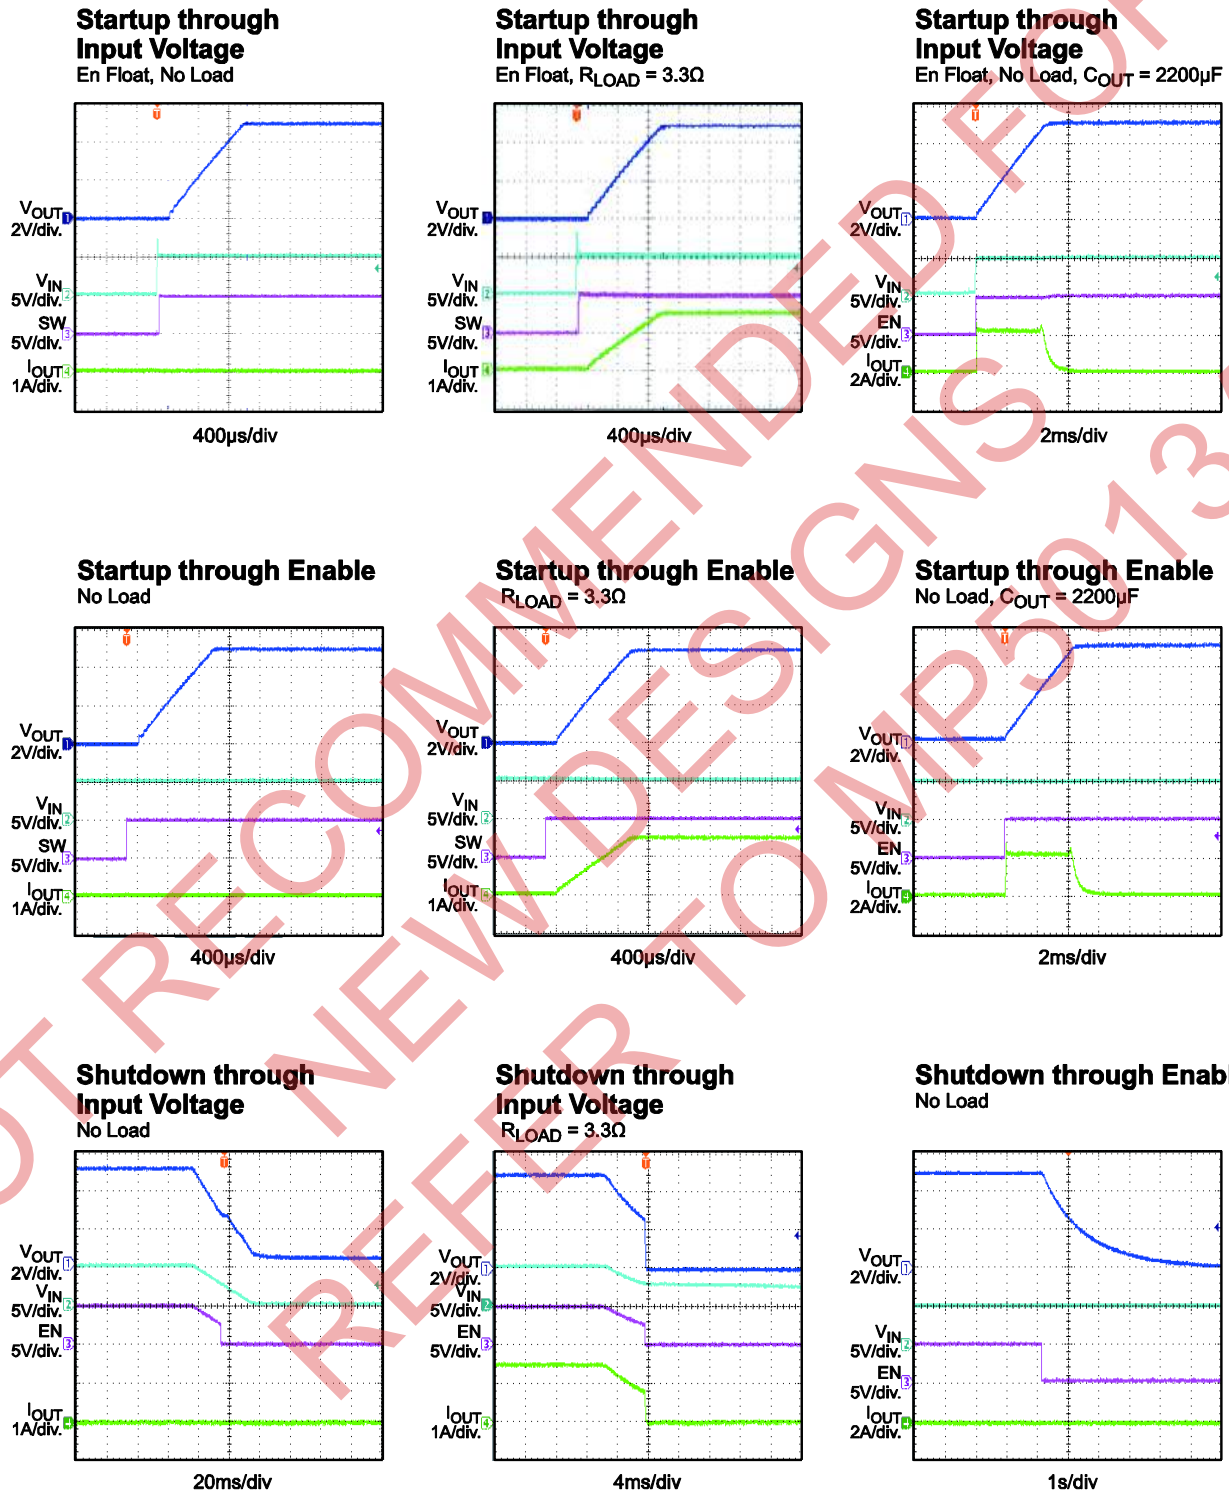 Startup through
Input Voltage
En Float, No Load
VOUT
2V/div.
VIN
5V/div.
SW
5V/div.
IOUT
1A/div.
400µs/div
Startup through
Input Voltage
En Float, RLOAD = 3.3Ω
VOUT
2V/div.
VIN
5V/div.
SW
5V/div.
IOUT
1A/div.
400µs/div
Startup through
Input Voltage
En Float, No Load, COUT = 2200µF
VOUT
2V/div.
VIN
5V/div.
EN
5V/div.
IOUT
2A/div.
2ms/div
Startup through Enable
No Load
VOUT
2V/div.
VIN
5V/div.
SW
5V/div.
IOUT
1A/div.
400µs/div
Startup through Enable
RLOAD = 3.3Ω
VOUT
2V/div.
VIN
5V/div.
SW
5V/div.
IOUT
1A/div.
400µs/div
Startup through Enable
No Load, COUT = 2200µF
VOUT
2V/div.
VIN
5V/div.
EN
5V/div.
IOUT
2A/div.
2ms/div
Shutdown through
Input Voltage
No Load
VOUT
2V/div.
VIN
5V/div.
EN
5V/div.
IOUT
1A/div.
20ms/div
Shutdown through
Input Voltage
RLOAD = 3.3Ω
VOUT
2V/div.
VIN
5V/div.
EN
5V/div.
IOUT
1A/div.
4ms/div
Shutdown through Enabl
No Load
VOUT
2V/div.
VIN
5V/div.
EN
5V/div.
IOUT
2A/div.
1s/div
OT RECOMMENDED FOR
NEW DESIGNS
REFER TO MP5013